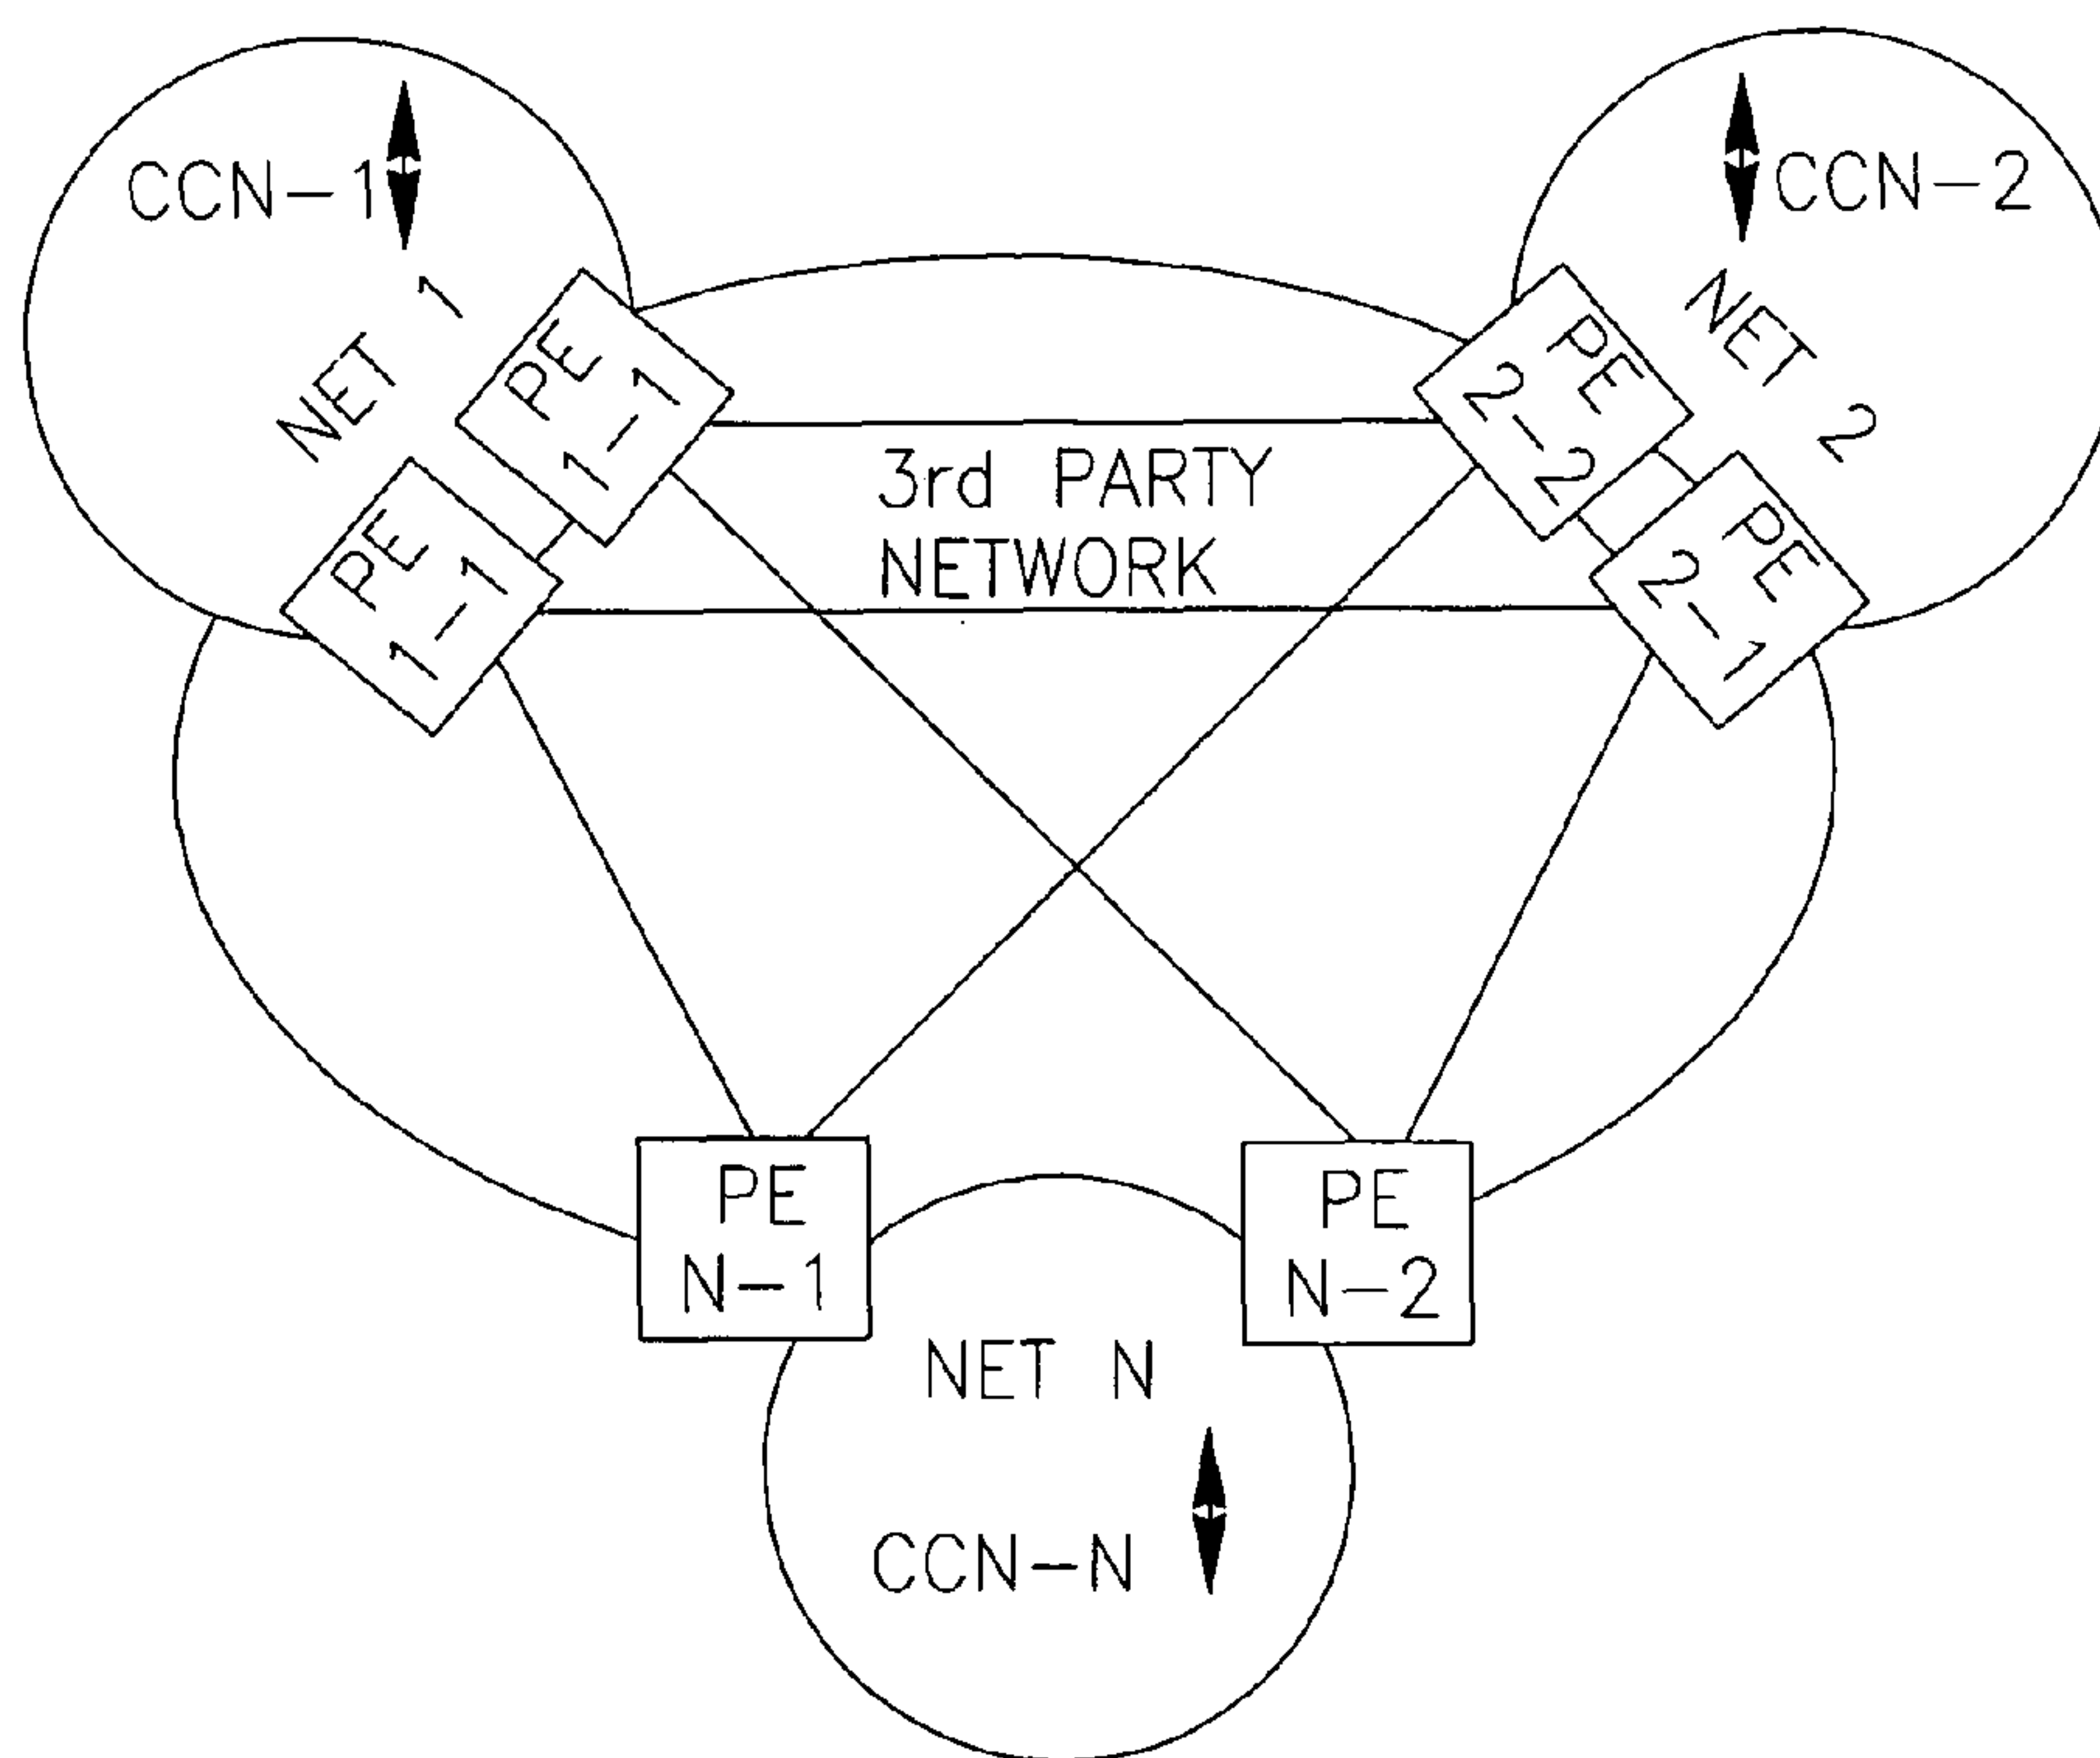 CCN-1
CCN-2
NET 1
NET 2
PE
1-1
PE
2-2
3rd PARTY
NETWORK
PE
1-1
PE
2-1
PE
N-1
PE
N-2
NET N
CCN-N